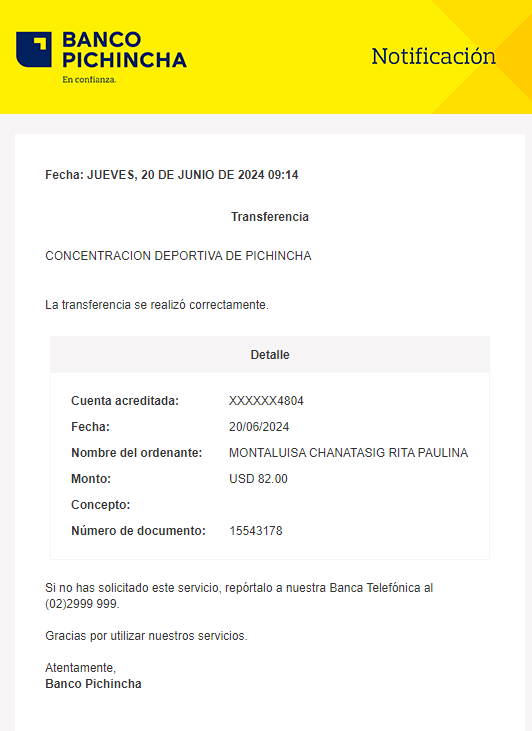 BANCO
PICHINCHA
En confianza.
Notificación
Fecha: JUEVES, 20 DE JUNIO DE 2024 09:14
Transferencia
CONCENTRACION DEPORTIVA DE PICHINCHA
La transferencia se realizó correctamente.
Detalle
Cuenta acreditada: XXXXXX4804
Fecha: 20/06/2024
Nombre del ordenante: MONTALUISA CHANATASIG RITA PAULINA
Monto: USD 82.00
Concepto:
Número de documento: 15543178
Si no has solicitado este servicio, repórtalo a nuestra Banca Telefónica al
(02)2999 999.
Gracias por utilizar nuestros servicios.
Atentamente,
Banco Pichincha